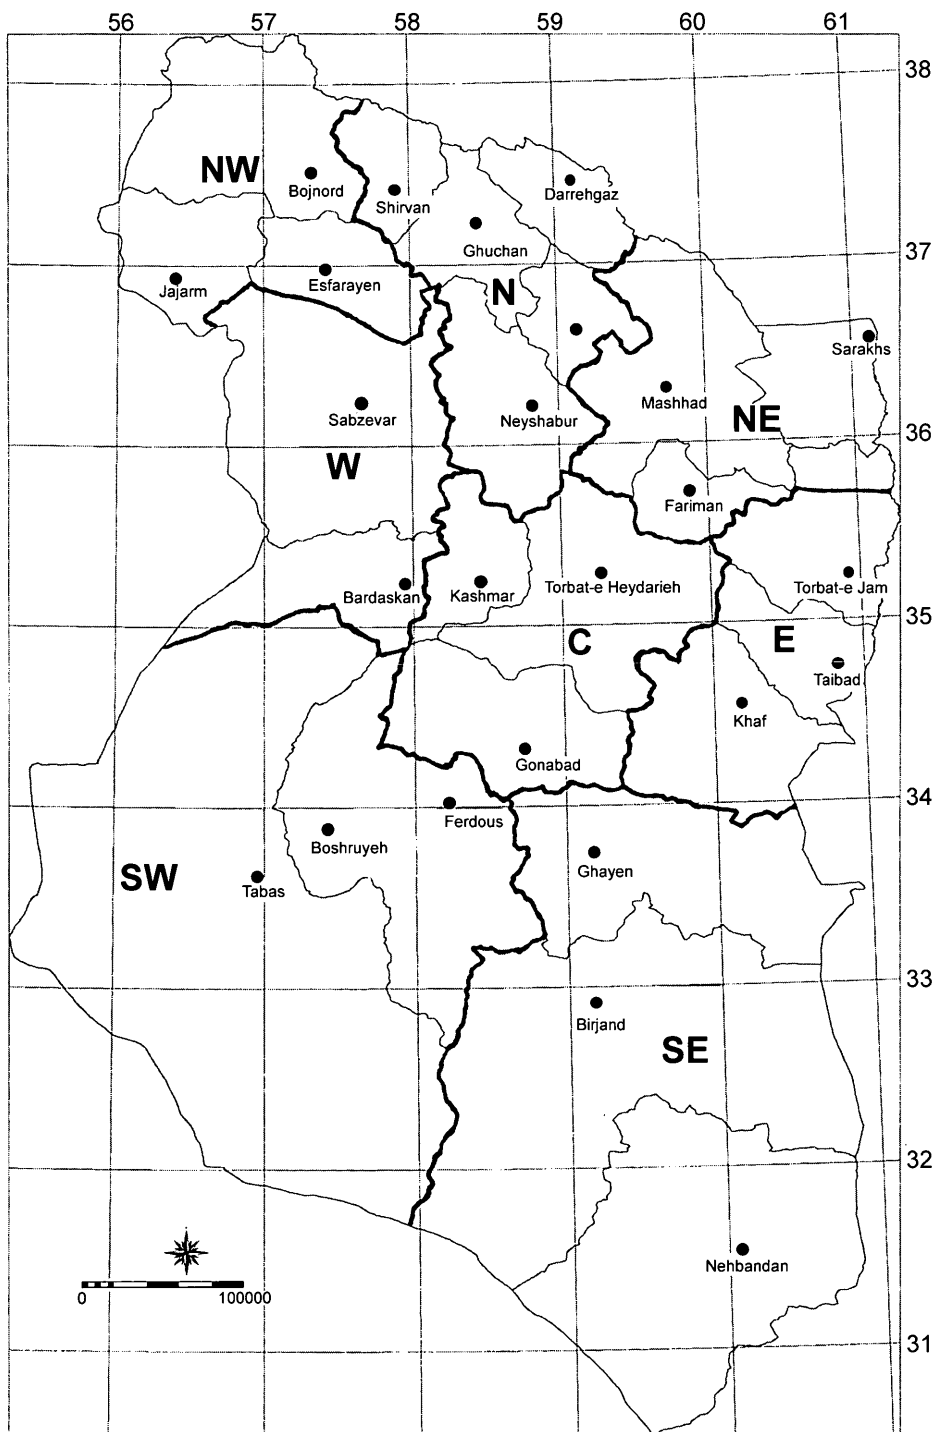 56 57 58 59 60 61
38
NW
Bojnord
Darrehgaz
Shirvan
Ghuchan
37
Esfarayen
Jajarm
N
Sarakhs
Mashhad
Sabzevar
Neyshabur
NE
36
W
Fariman
Torbat-e Heydarieh
Torbat-e Jam
Bardaskan
Kashmar
35
C
E
Taibad
Khaf
Gonabad
34
Ferdous
Boshruyeh
Ghayen
SW
Tabas
33
Birjand
SE
32
Nehbandan
0 100000
31